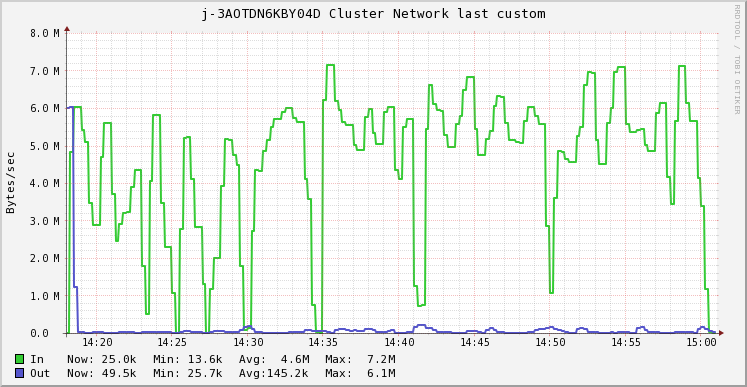 j-3AOTDN6KBY04D Cluster Network last custom
RRDTOOL / TOBI OETIKER
Bytes/sec
8.0 M
7.0 M
6.0 M
5.0 M
4.0 M
3.0 M
2.0 M
1.0 M
0.0
14:20 14:25 14:30 14:35 14:40 14:45 14:50 14:55 15:00
In Now: 25.0k Min: 13.6k Avg: 4.6M Max: 7.2M
Out Now: 49.5k Min: 25.7k Avg:145.2k Max: 6.1M